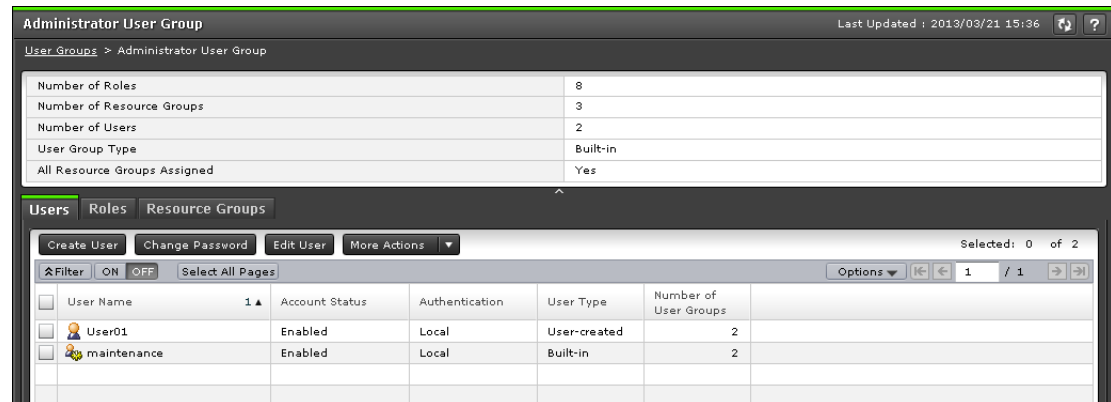 Administrator User Group Last Updated : 2013/03/21 15:36 ?
User Groups > Administrator User Group
Number of Roles 8
Number of Resource Groups 3
Number of Users 2
User Group Type Built-in
All Resource Groups Assigned Yes
Users Roles Resource Groups
Create User Change Password Edit User More Actions Selected: 0 of 2
Filter ON OFF Select All Pages Options 1 / 1
User Name 1 Account Status Authentication User Type Number of
User Groups
User01 Enabled Local User-created 2
maintenance Enabled Local Built-in 2